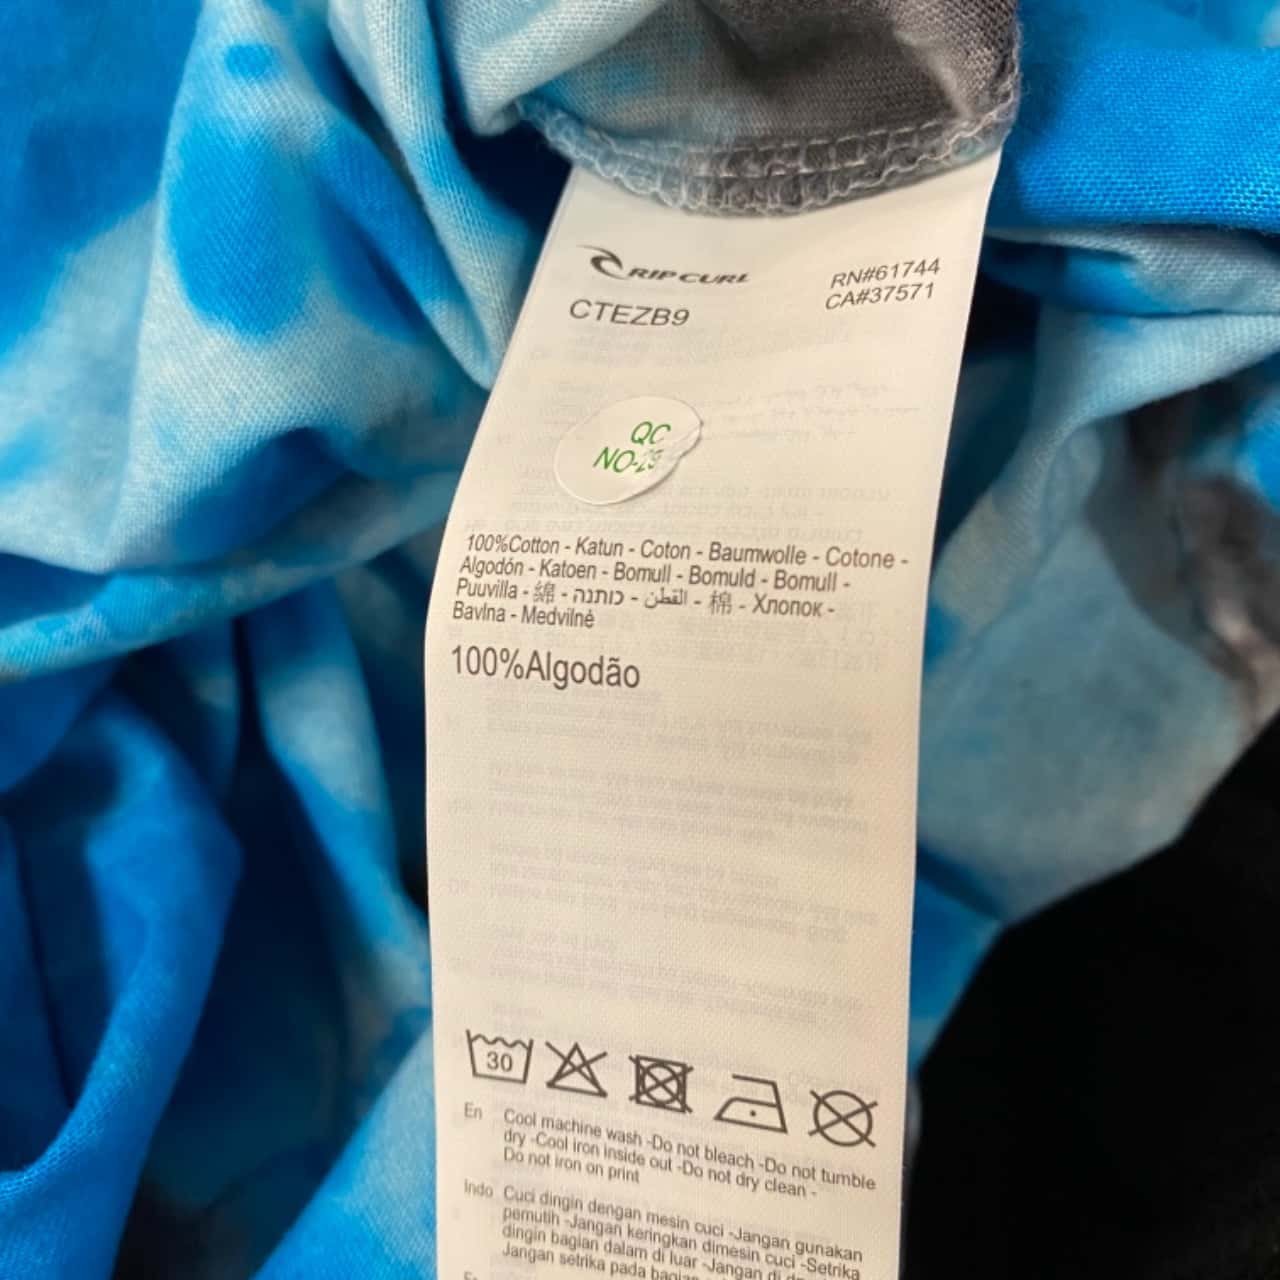 RIP CURL
RN#61744
CA#37571
CTEZB9
QC
NO-29
100%Cotton - Katun - Coton - Baumwolle - Cotone -
Algodón - Katoen - Bomull - Bomuld - Bomull -
Puuvilla - 綿 - כותנה - القطن - 棉 - Хлопок -
Bavlna - Medvilnė
100%Algodão
30
En Cool machine wash -Do not bleach -Do not tumble
dry -Cool iron inside out -Do not dry clean -
Do not iron on print
Indo Cuci dingin dengan mesin cuci -Jangan gunakan
pemutih -Jangan keringkan dimesin cuci -Setrika
dingin bagian dalam di luar -Jangan di
Jangan setrika pada